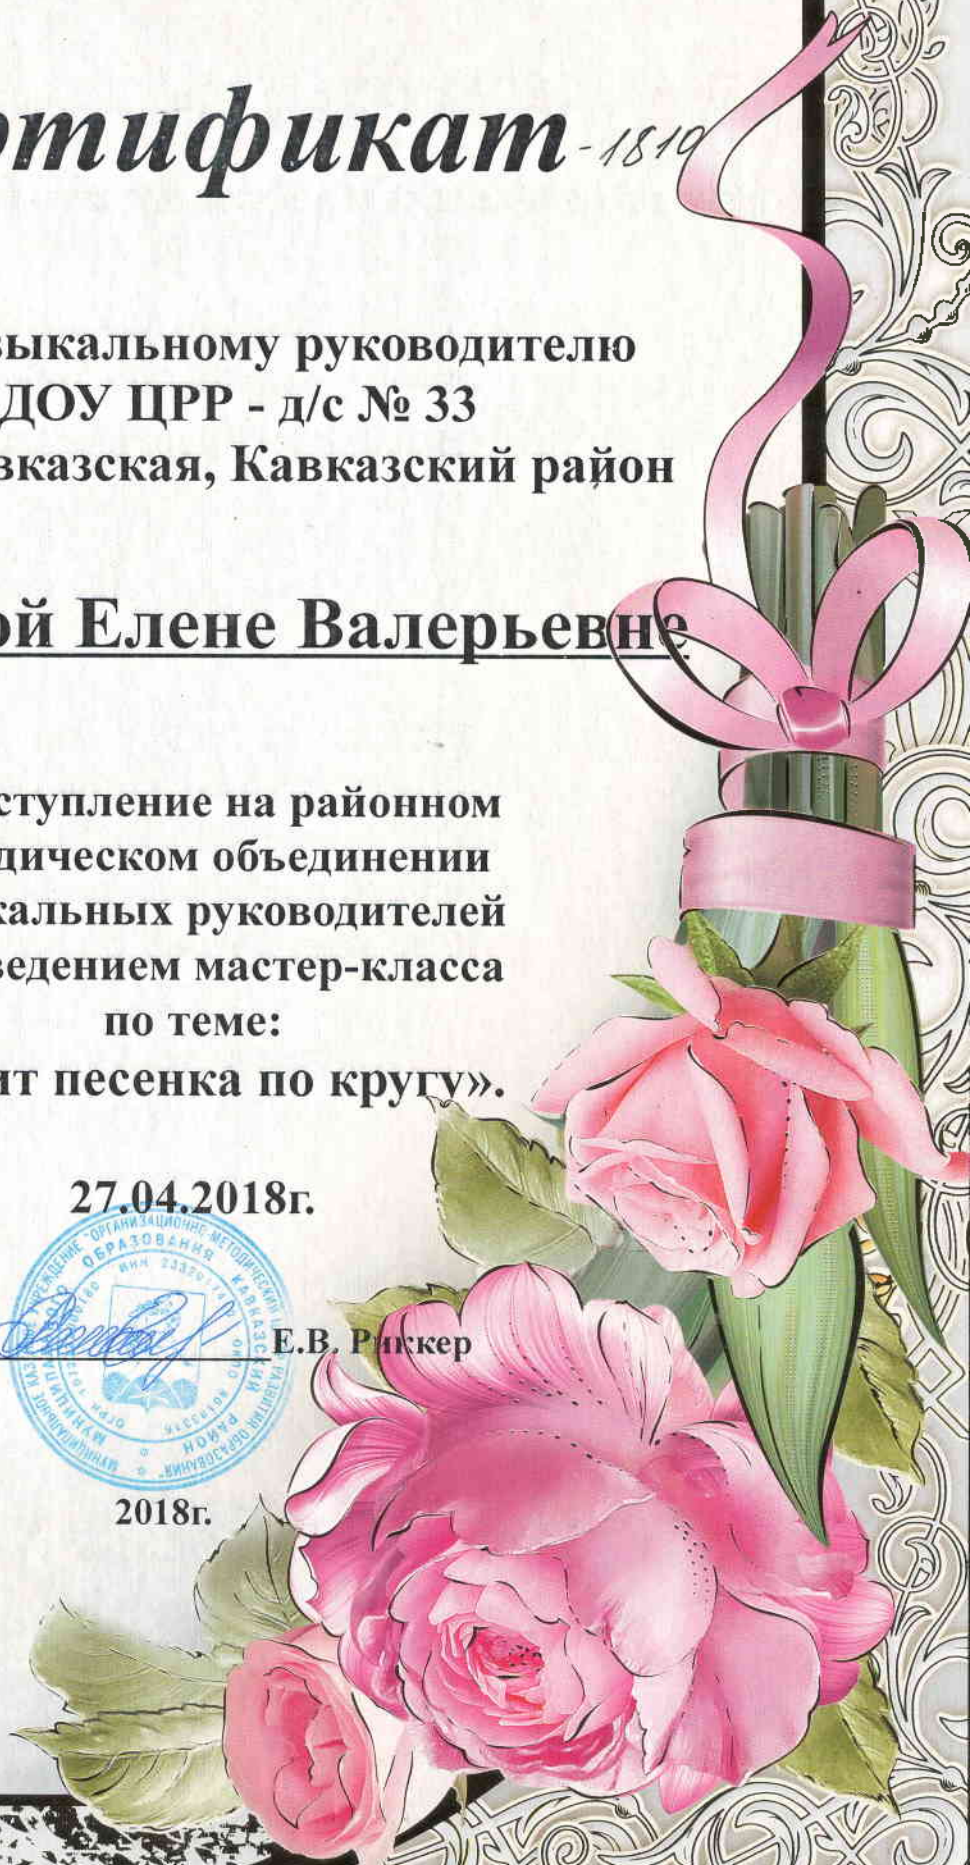 ртификат -1819
зыкальному руководителю
ДОУ ЦРР - д/с № 33
вказская, Кавказский район
ой Елене Валерьевне
ступление на районном
дическом объединении
кальных руководителей
ведением мастер-класса
по теме:
ит песенка по кругу».
27.04.2018г.
Е.В. Риккер
2018г.